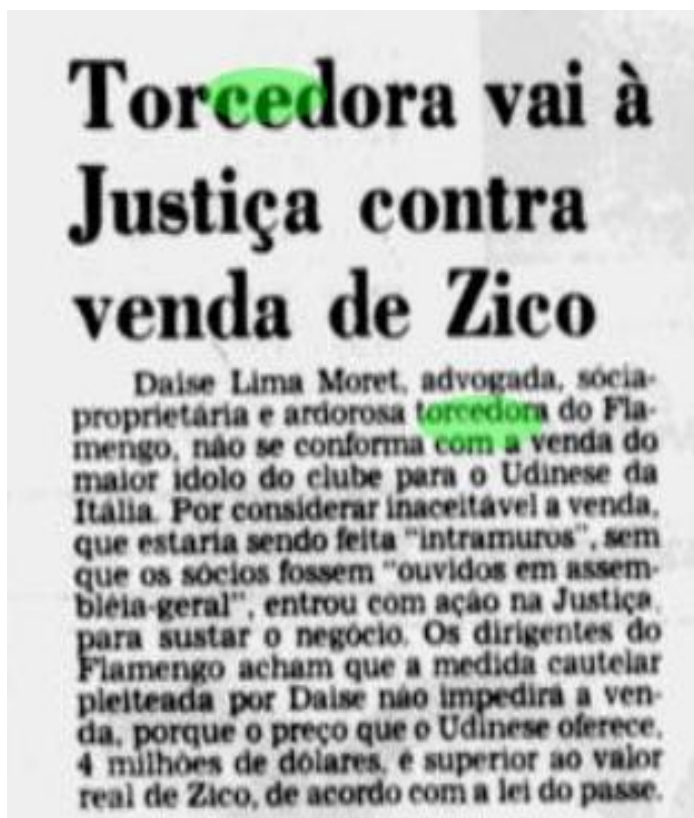 Torcedora vai à
Justiça contra
venda de Zico
Daise Lima Moret, advogada, sócia-
proprietária e ardorosa torcedora do Fla-
mengo, não se conforma com a venda do
maior ídolo do clube para o Udinese da
Itália. Por considerar inaceitável a venda,
que estaria sendo feita "intramuros", sem
que os sócios fossem "ouvidos em assem-
bléia-geral", entrou com ação na Justiça,
para sustar o negócio. Os dirigentes do
Flamengo acham que a medida cautelar
pleiteada por Daise não impedirá a ven-
da, porque o preço que o Udinese oferece,
4 milhões de dólares, é superior ao valor
real de Zico, de acordo com a lei do passe.